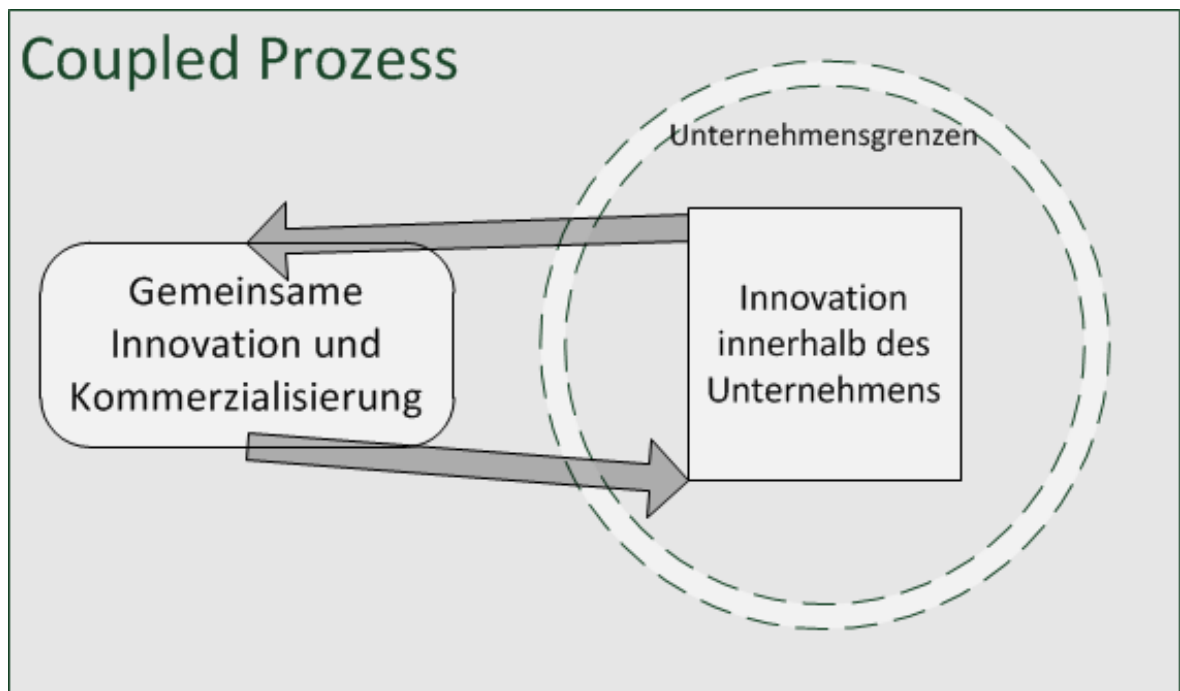 Coupled Prozess
Unternehmensgrenzen
Gemeinsame
Innovation und
Kommerzialisierung
Innovation
innerhalb des
Unternehmens